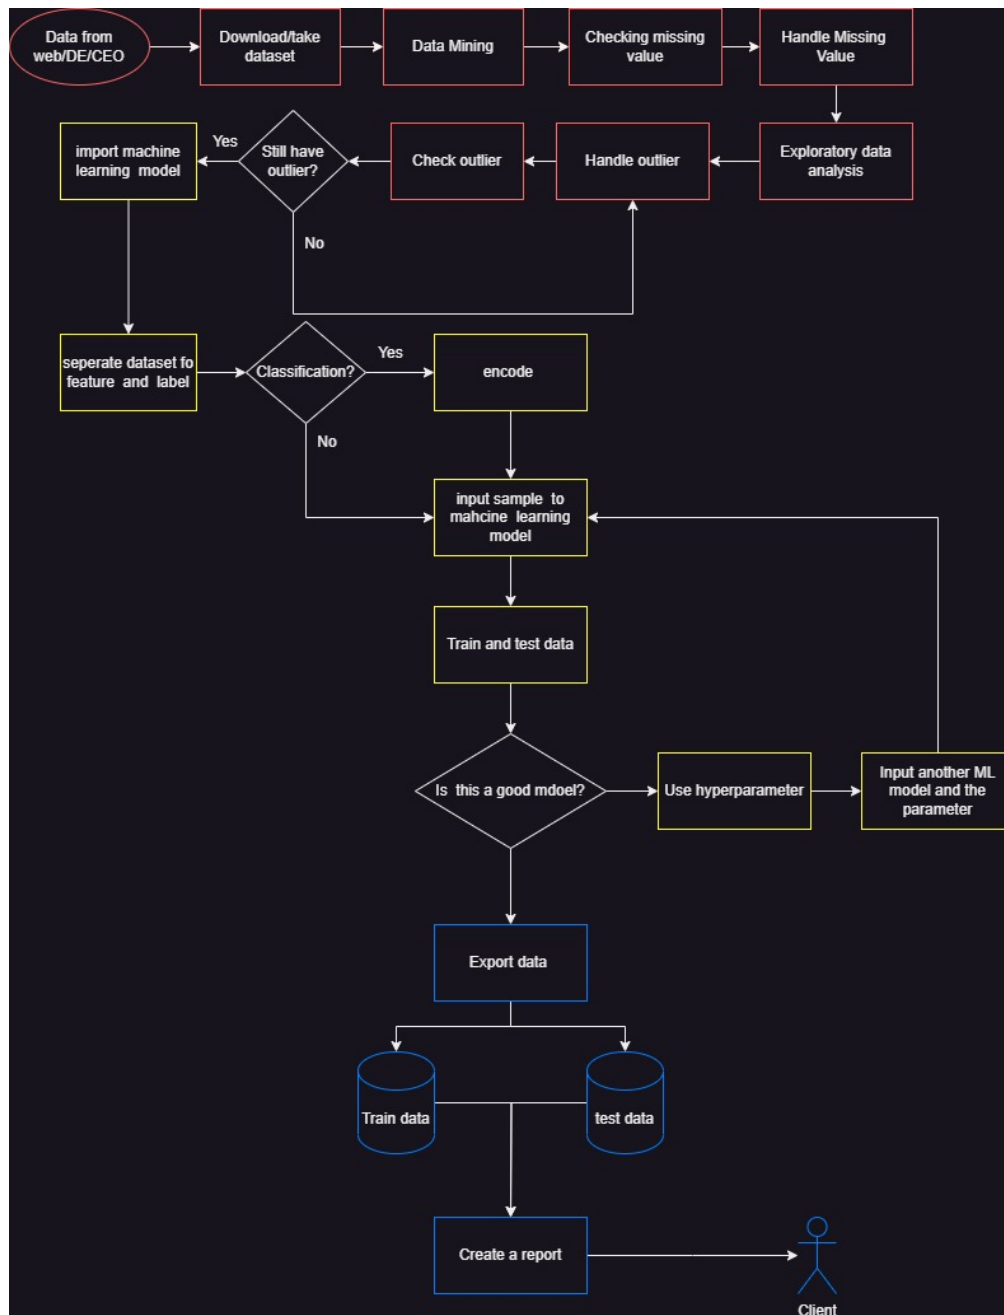 Data from
web/DE/CEO
Download/take
dataset
Data Mining
Checking missing
value
Handle Missing
Value
import machine
learning model
Yes
Still have
outlier?
Check outlier
Handle outlier
Exploratory data
analysis
No
seperate dataset fo
feature and label
Classification?
Yes
encode
No
input sample to
mahcine learning
model
Train and test data
Is this a good mdoel?
Use hyperparameter
Input another ML
model and the
parameter
Export data
Train data
test data
Create a report
Client